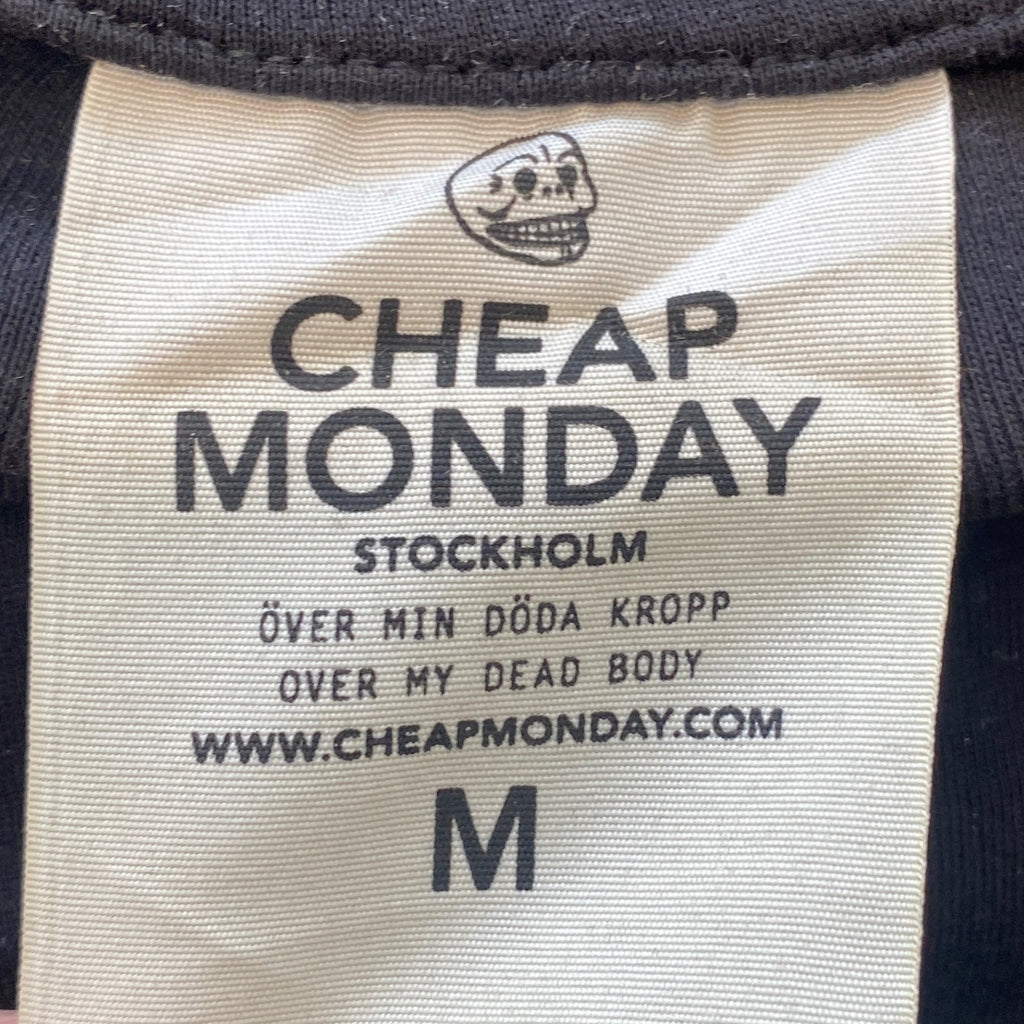 CHEAP
MONDAY
STOCKHOLM
ÖVER MIN DÖDA KROPP
OVER MY DEAD BODY
WWW.CHEAPMONDAY.COM
M